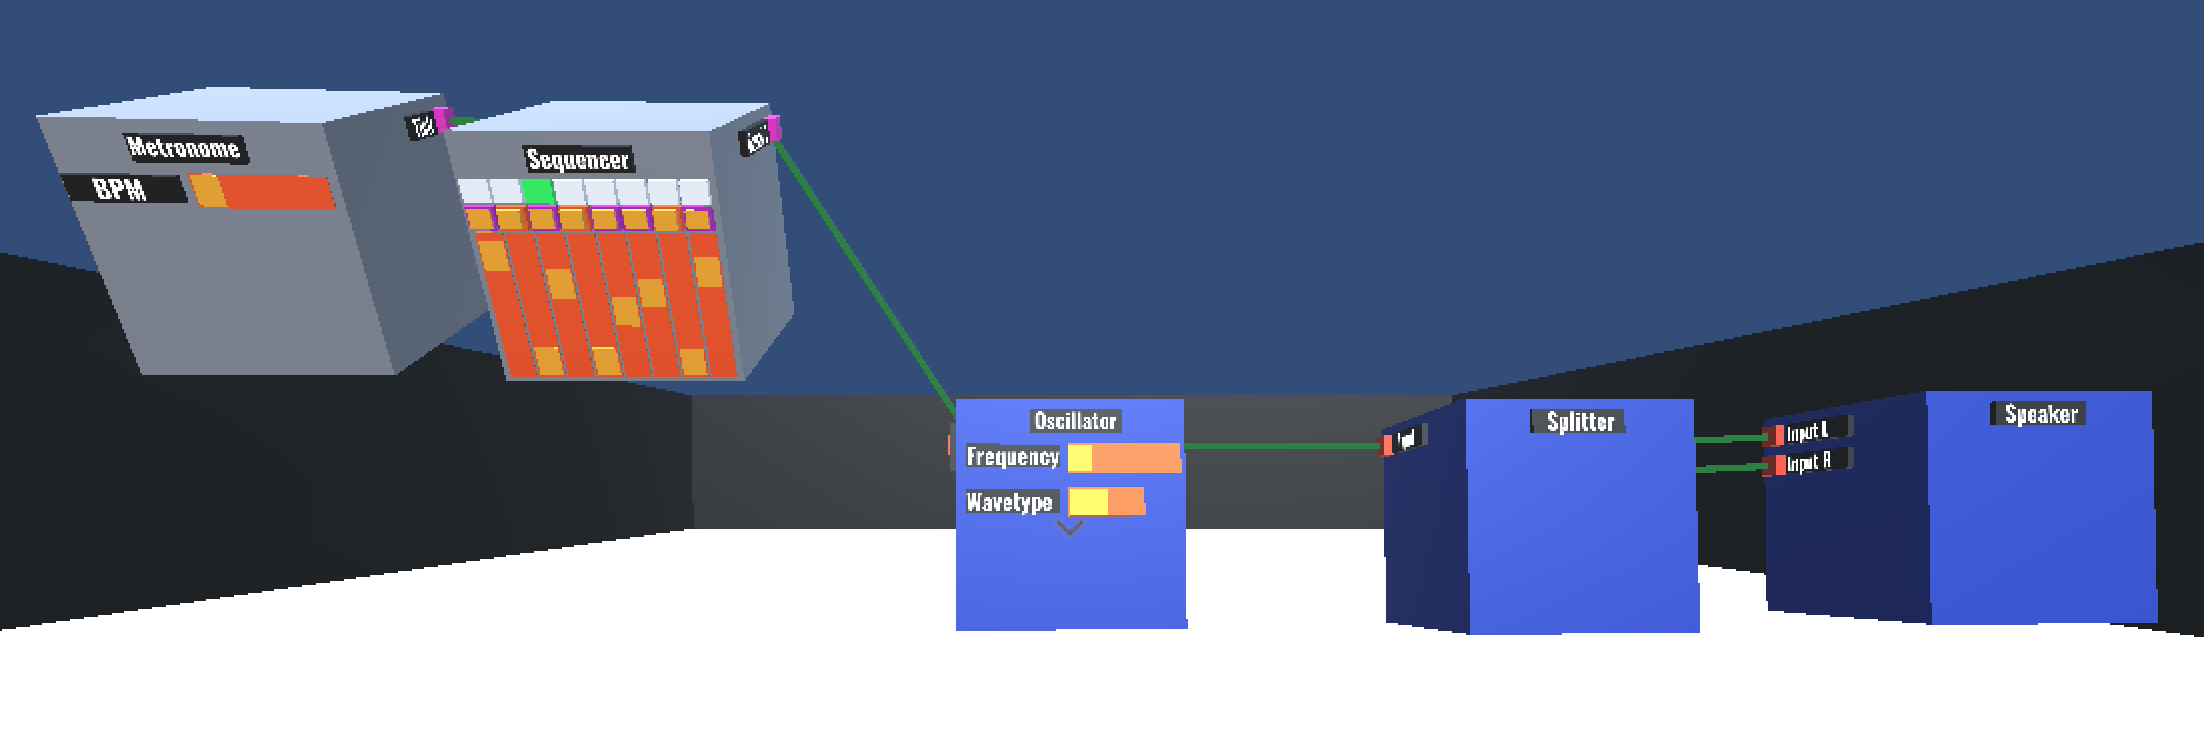 Metronome
BPM
Sequencer
Oscillator
Frequency
Wavetype
Splitter
Speaker
Input L
Input R